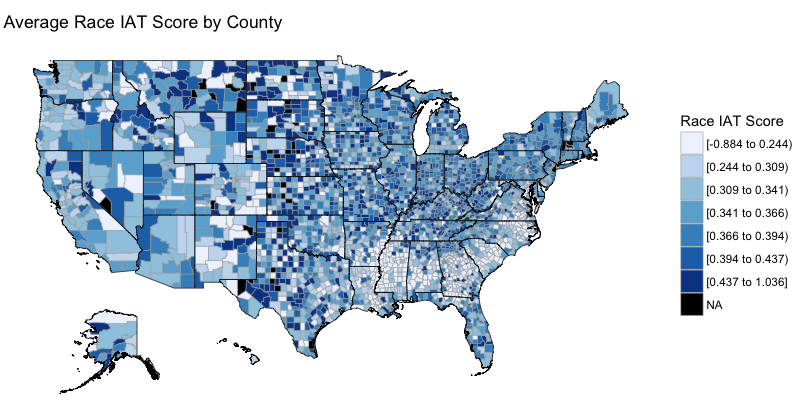 Average Race IAT Score by County
Race IAT Score
[-0.884 to 0.244)
[0.244 to 0.309)
[0.309 to 0.341)
[0.341 to 0.366)
[0.366 to 0.394)
[0.394 to 0.437)
[0.437 to 1.036]
NA